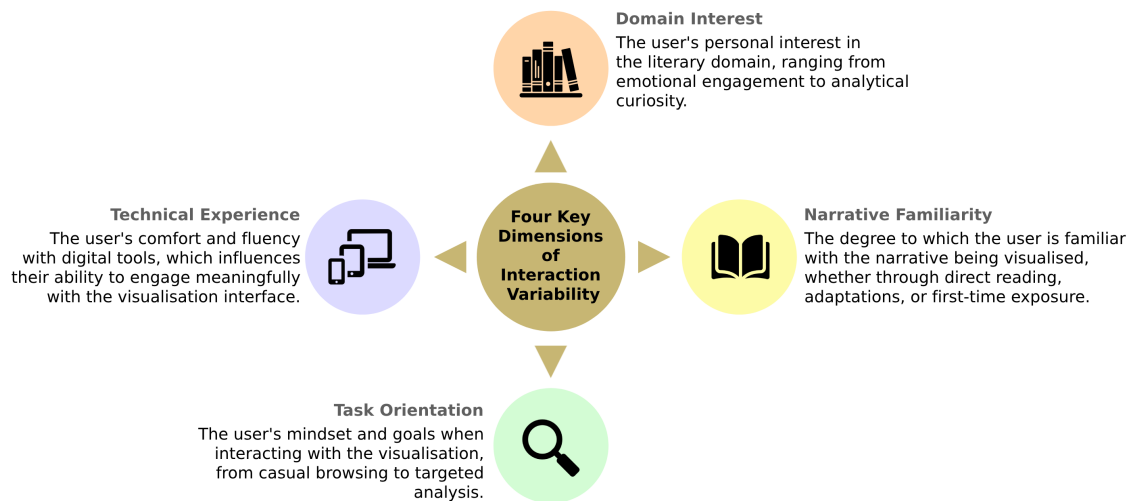 Domain Interest
The user's personal interest in
the literary domain, ranging from
emotional engagement to analytical
curiosity.
Technical Experience
The user's comfort and fluency
with digital tools, which influences
their ability to engage meaningfully
with the visualisation interface.
Four Key
Dimensions
of
Interaction
Variability
Narrative Familiarity
The degree to which the user is familiar
with the narrative being visualised,
whether through direct reading,
adaptations, or first-time exposure.
Task Orientation
The user's mindset and goals when
interacting with the visualisation,
from casual browsing to targeted
analysis.